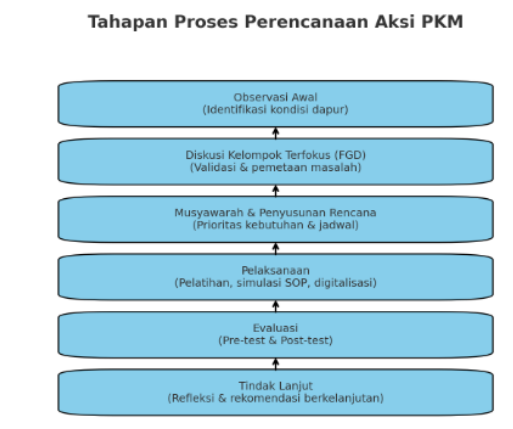 Tahapan Proses Perencanaan Aksi PKM
Observasi Awal
(Identifikasi kondisi dapur)
Diskusi Kelompok Terfokus (FGD)
(Validasi & pemetaan masalah)
Musyawarah & Penyusunan Rencana
(Prioritas kebutuhan & jadwal)
Pelaksanaan
(Pelatihan, simulasi SOP, digitalisasi)
Evaluasi
(Pre-test & Post-test)
Tindak Lanjut
(Refleksi & rekomendasi berkelanjutan)